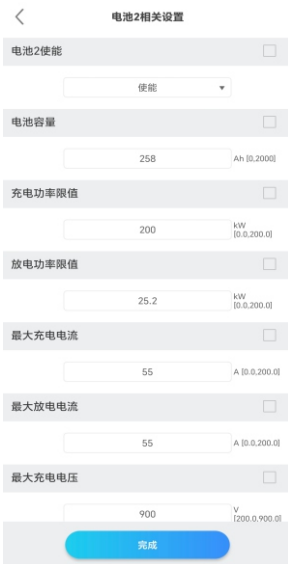 电池2相关设置
电池2使能
使能
电池容量
258 Ah [0,2000]
充电功率限值
200 kW
[0.0,200.0]
放电功率限值
25.2 kW
[0.0,200.0]
最大充电电流
55 A [0.0,200.0]
最大放电电流
55 A [0.0,200.0]
最大充电电压
900 V
[200.0,900.0]
完成